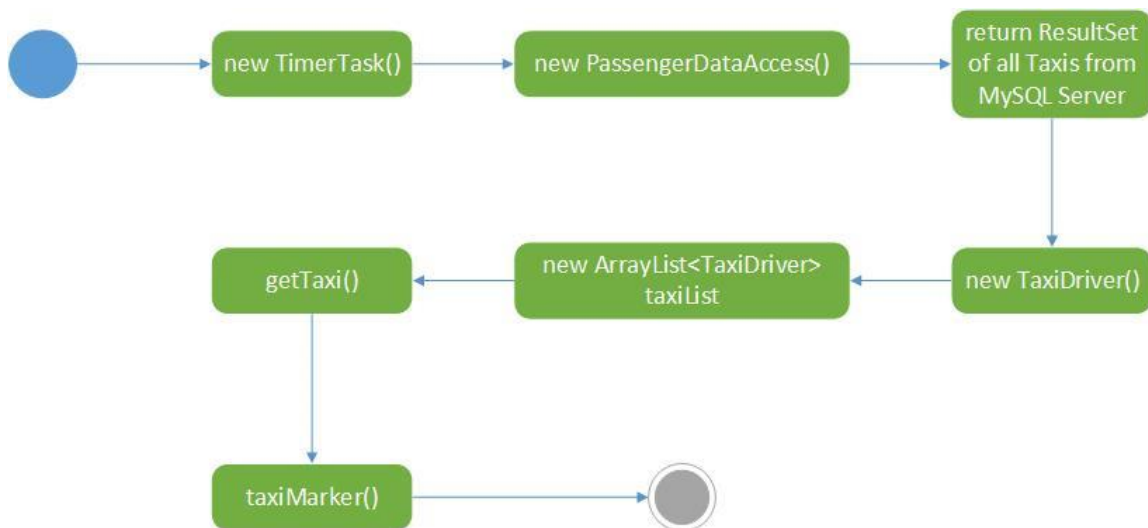 new TimerTask()
new PassengerDataAccess()
return ResultSet
of all Taxis from
MySQL Server
new TaxiDriver()
new ArrayList<TaxiDriver>
taxiList
getTaxi()
taxiMarker()